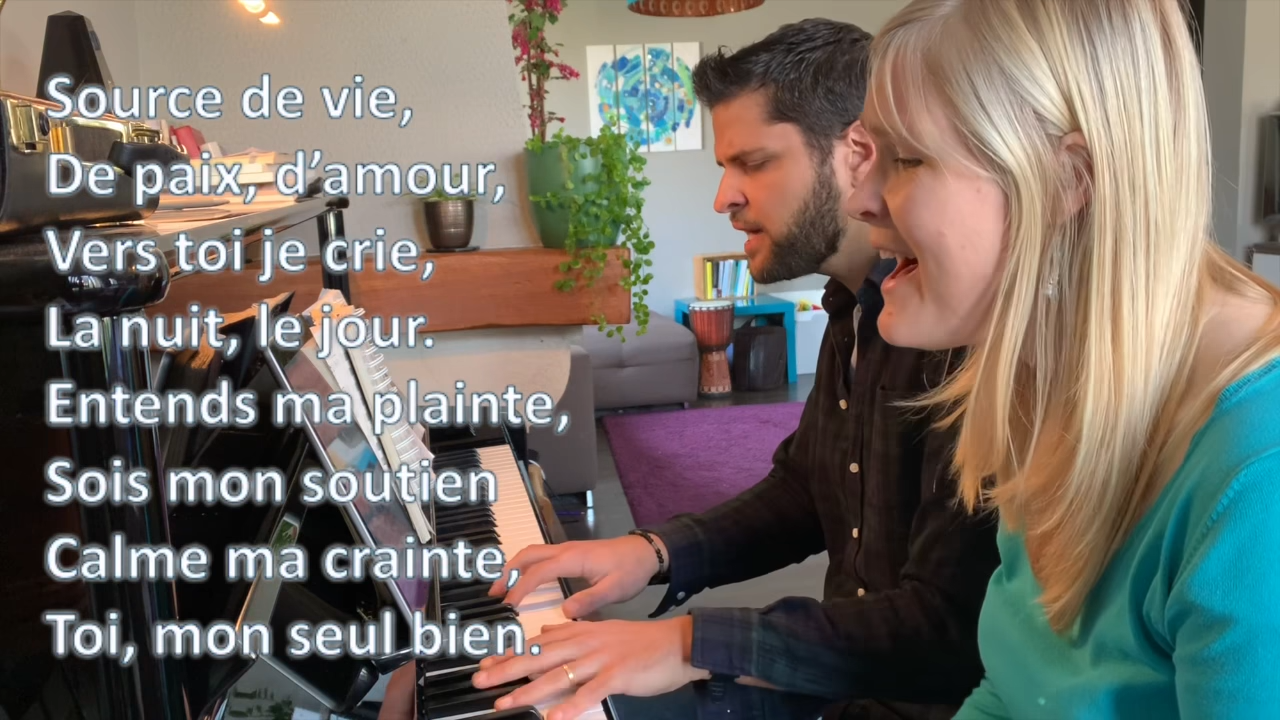 Source de vie,
De paix, d’amour,
Vers toi je crie,
La nuit, le jour.
Entends ma plainte,
Sois mon soutien
Calme ma crainte,
Toi, mon seul bien.